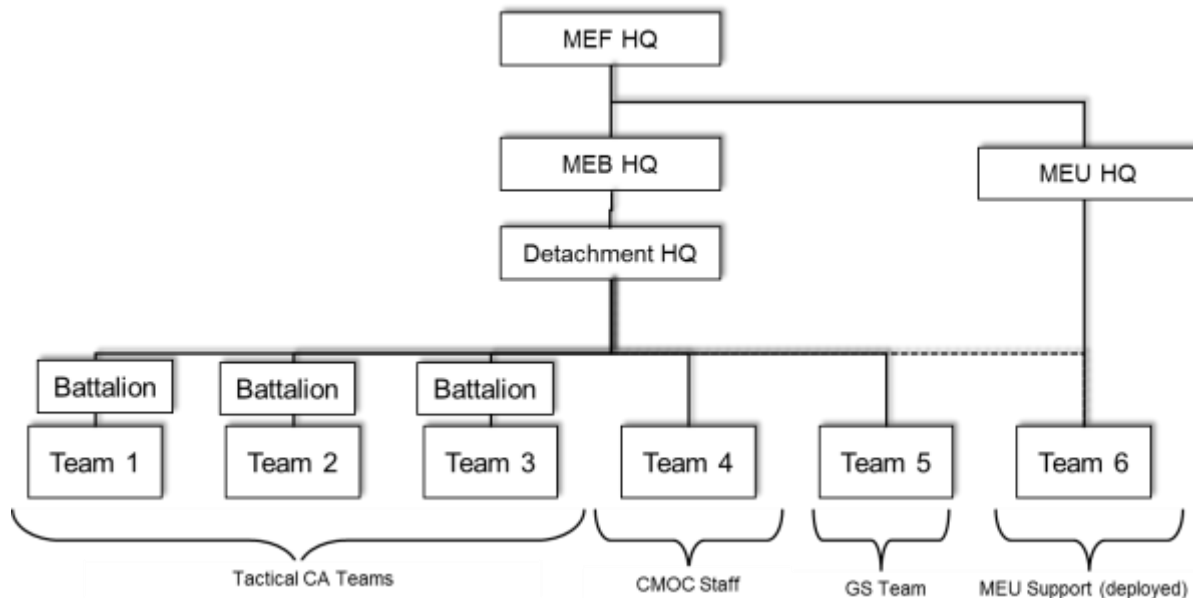 MEF HQ
MEB HQ
MEU HQ
Detachment HQ
Battalion
Battalion
Battalion
Team 1
Team 2
Team 3
Team 4
Team 5
Team 6
Tactical CA Teams
CMOC Staff
GS Team
MEU Support (deployed)